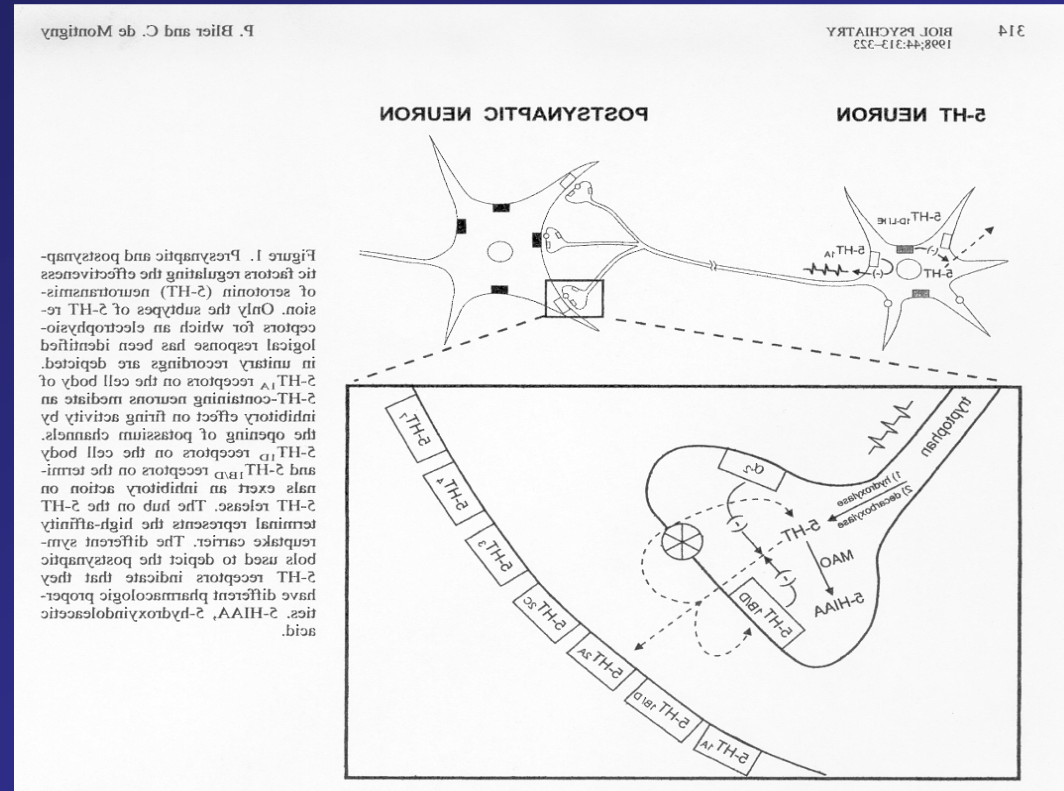 314
BIOL PSYCHIATRY
1998;44:313–323
P. Blier and C. de Montigny
5-HT NEURON
POSTSYNAPTIC NEURON
5-HT1D-LIKE
(-)
5-HT1A
5-HT
(-)
tryptophan
1) hydroxylase
2) decarboxylase
α2
5-HT
MAO
5-HIAA
(-)
(-)
5-HT1B/D
5-HT1A
5-HT1B/D
5-HT2A
5-HT2C
5-HT3
5-HT4
5-HT7
Figure 1. Presynaptic and postsynap-
tic factors regulating the effectiveness
of serotonin (5-HT) neurotransmis-
sion. Only the subtypes of 5-HT re-
ceptors for which an electrophysio-
logical response has been identified
in unitary recordings are depicted.
5-HT1A receptors on the cell body of
5-HT-containing neurons mediate an
inhibitory effect on firing activity by
the opening of potassium channels.
5-HT1D receptors on the cell body
and 5-HT1B/D receptors on the termi-
nals exert an inhibitory action on
5-HT release. The hub on the 5-HT
terminal represents the high-affinity
reuptake carrier. The different sym-
bols used to depict the postsynaptic
5-HT receptors indicate that they
have different pharmacologic proper-
ties. 5-HIAA, 5-hydroxyindoleacetic
acid.